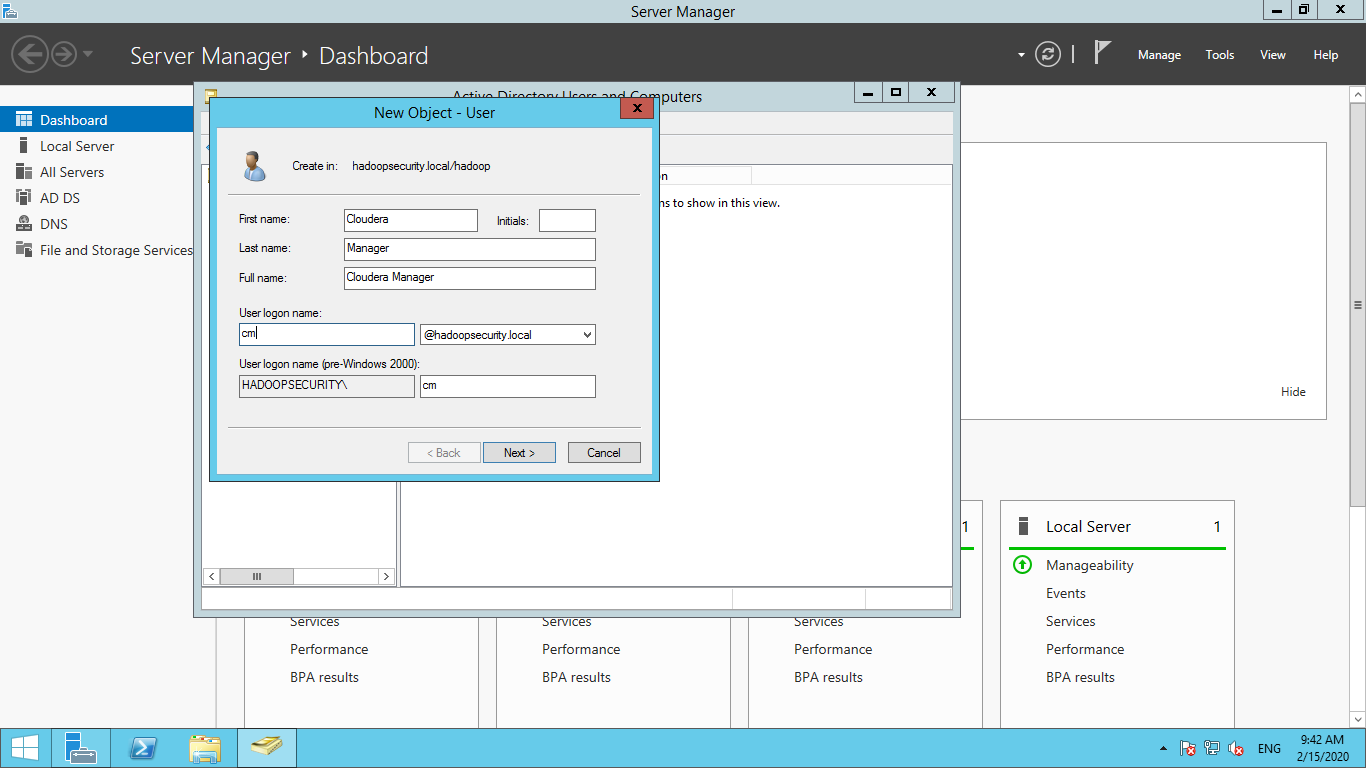 Server Manager
Server Manager Dashboard
Manage Tools View Help
Dashboard
Local Server
All Servers
AD DS
DNS
File and Storage Services
Active Directory Users and Computers
New Object - User
Create in: hadoopsecurity.local/hadoop
First name: Cloudera Initials:
Last name: Manager
Full name: Cloudera Manager
User logon name:
cm @hadoopsecurity.local
User logon name (pre-Windows 2000):
HADOOPSECURITY\ cm
< Back Next > Cancel
on
ns to show in this view.
Hide
1
Local Server 1
Manageability
Events
Services Services Services Services
Performance Performance Performance Performance
BPA results BPA results BPA results BPA results
ENG
9:42 AM
2/15/2020